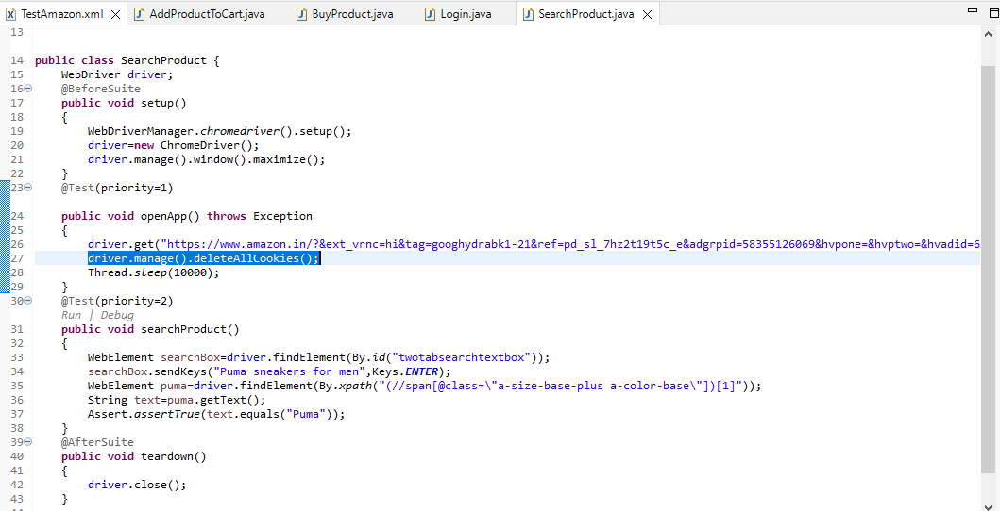 TestAmazon.xml AddProductToCart.java BuyProduct.java Login.java SearchProduct.java
13
14 public class SearchProduct {
15 WebDriver driver;
16 @BeforeSuite
17 public void setup()
18 {
19 WebDriverManager.chromedriver().setup();
20 driver=new ChromeDriver();
21 driver.manage().window().maximize();
22 }
23 @Test(priority=1)
24 public void openApp() throws Exception
25 {
26 driver.get("https://www.amazon.in/?&ext_vrnc=hi&tag=googhydrabk1-21&ref=pd_sl_7hz2t19t5c_e&adgrpid=58355126069&hvpone=&hvptwo=&hvadid=6
27 driver.manage().deleteAllCookies();
28 Thread.sleep(10000);
29 }
30 @Test(priority=2)
Run | Debug
31 public void searchProduct()
32 {
33 WebElement searchBox=driver.findElement(By.id("twotabsearchtextbox"));
34 searchBox.sendKeys("Puma sneakers for men",Keys.ENTER);
35 WebElement puma=driver.findElement(By.xpath("(//span[@class=\"a-size-base-plus a-color-base\"])[1]"));
36 String text=puma.getText();
37 Assert.assertTrue(text.equals("Puma"));
38 }
39 @AfterSuite
40 public void teardown()
41 {
42 driver.close();
43 }